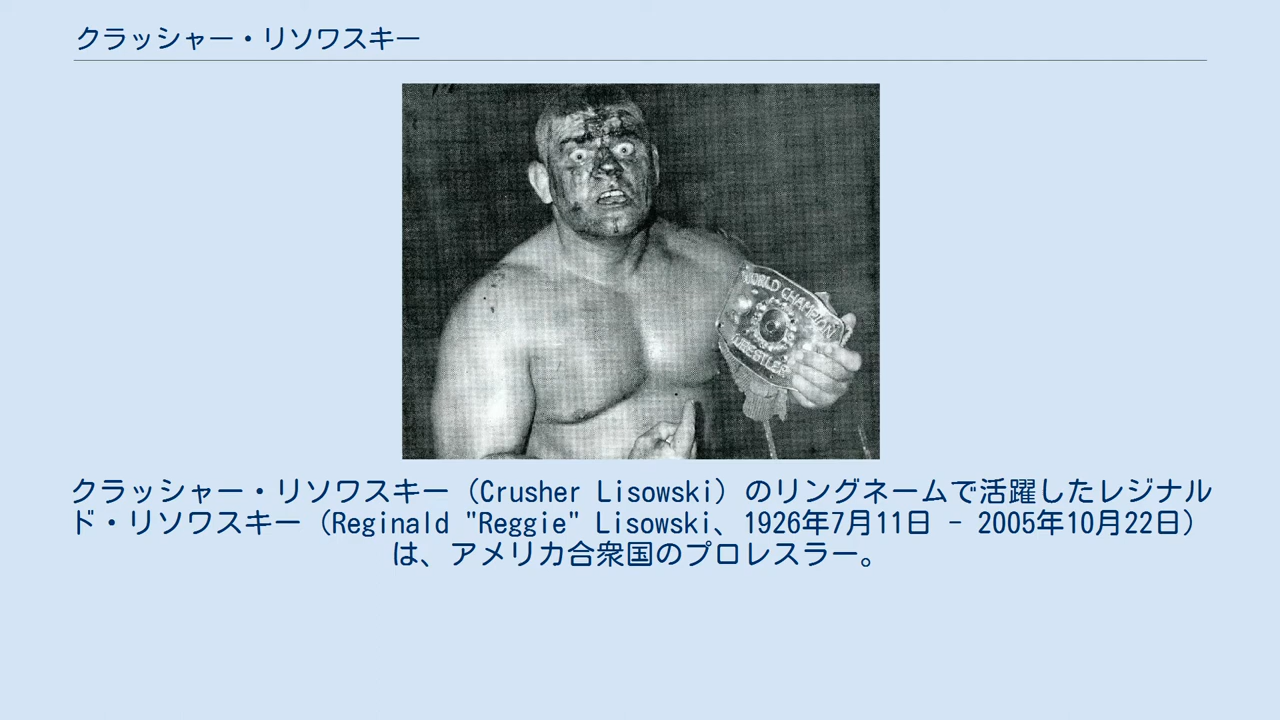 クラッシャー・リソワスキー
WORLD CHAMPION
WRESTLER
クラッシャー・リソワスキー（Crusher Lisowski）のリングネームで活躍したレジナル
ド・リソワスキー（Reginald "Reggie" Lisowski、1926年7月11日 - 2005年10月22日）
は、アメリカ合衆国のプロレスラー。